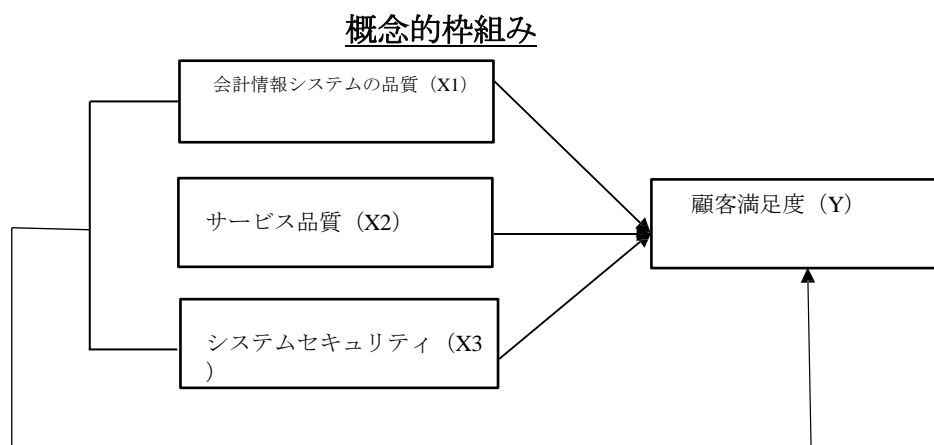 概念的枠組み
会計情報システムの品質（X1）
サービス品質（X2）
システムセキュリティ（X3
）
顧客満足度（Y）